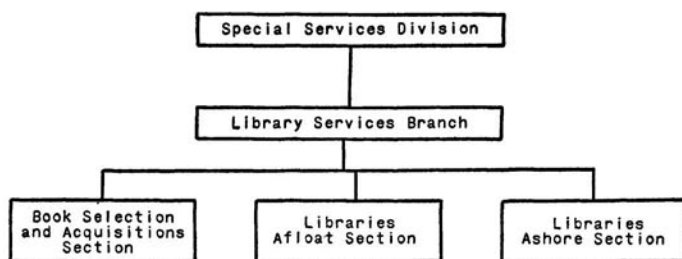 Special Services Division
Library Services Branch
Book Selection
and Acquisitions
Section
Libraries
Afloat Section
Libraries
Ashore Section